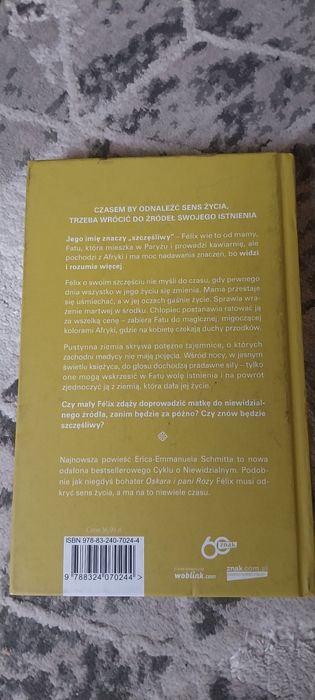 CZASEM BY ODNALEŹĆ SENS ŻYCIA,
TRZEBA WRÓCIĆ DO ŹRÓDEŁ SWOJEGO ISTNIENIA
Jego imię znaczy „szczęśliwy” – Félix wie to od mamy.
Fatu, która mieszka w Paryżu i prowadzi kawiarnię, ale
pochodzi z Afryki i ma moc nadawania znaczeń, bo widzi
i rozumie więcej.
Félix o swoim szczęściu nie myśli do czasu, gdy pewnego
dnia wszystko w jego życiu się zmienia. Mama przestaje
się uśmiechać, a w jej oczach gaśnie życie. Sprawia wra-
żenie martwej w środku. Chłopiec postanawia ratować ją
za wszelką cenę – zabiera Fatu do magicznej, migoczącej
kolorami Afryki, gdzie na kobietę czekają duchy przodków.
Pustynna ziemia skrywa potężne tajemnice, o których
zachodni medycy nie mają pojęcia. Wśród nocy, w jasnym
świetle księżyca, do głosu dochodzą pradawne siły – tylko
one mogą wskrzesić w Fatu wolę istnienia i na powrót
zjednoczyć ją z ziemią, która dała jej życie.
Czy mały Félix zdąży doprowadzić matkę do niewidzial-
nego źródła, zanim będzie za późno? Czy znów będzie
szczęśliwy?
Najnowsza powieść Erica-Emmanuela Schmitta to nowa
odsłona bestsellerowego Cyklu o Niewidzialnym. Podob-
nie jak niegdyś bohater Oskara i pani Róży Félix musi od-
kryć sens życia, a ma na to niewiele czasu.
Cena 36,90 zł
ISBN 978-83-240-7024-4
9 788324 070244 >
60 znak
woblink.com
znak.com.pl